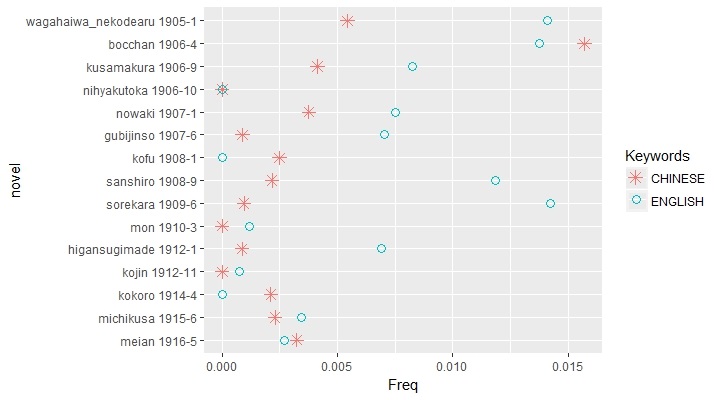 wagahaiwa_nekodearu 1905-1
bocchan 1906-4
kusamakura 1906-9
nihyakutoka 1906-10
nowaki 1907-1
gubijinso 1907-6
kofu 1908-1
sanshiro 1908-9
sorekara 1909-6
mon 1910-3
higansugimade 1912-1
kojin 1912-11
kokoro 1914-4
michikusa 1915-6
meian 1916-5
novel
0.000 0.005 0.010 0.015
Freq
Keywords
CHINESE
ENGLISH